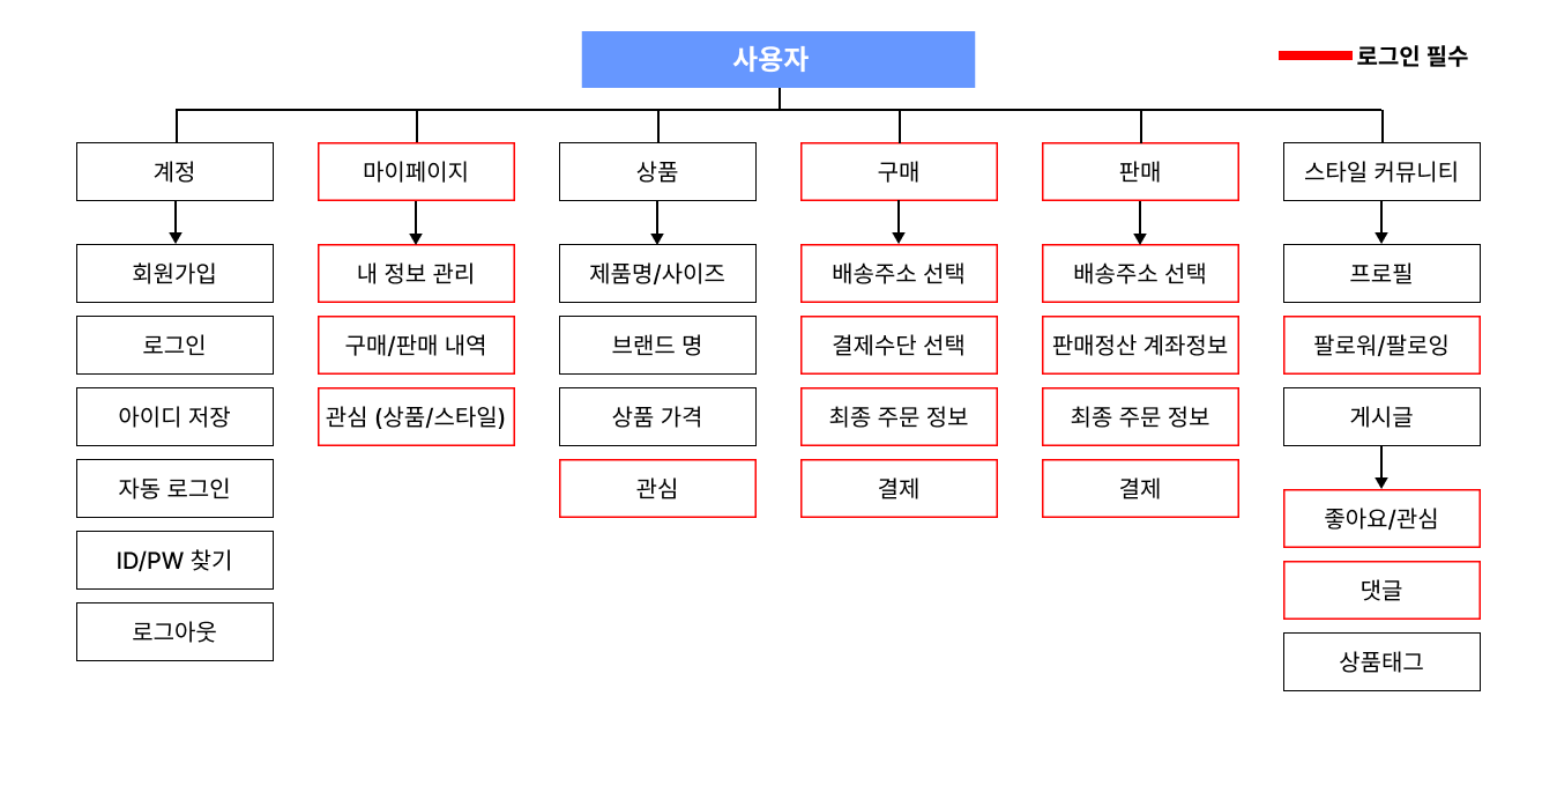 사용자
로그인 필수
계정
마이페이지
상품
구매
판매
스타일 커뮤니티
회원가입
로그인
아이디 저장
자동 로그인
ID/PW 찾기
로그아웃
내 정보 관리
구매/판매 내역
관심 (상품/스타일)
제품명/사이즈
브랜드 명
상품 가격
관심
배송주소 선택
결제수단 선택
최종 주문 정보
결제
배송주소 선택
판매정산 계좌정보
최종 주문 정보
결제
프로필
팔로워/팔로잉
게시글
좋아요/관심
댓글
상품태그